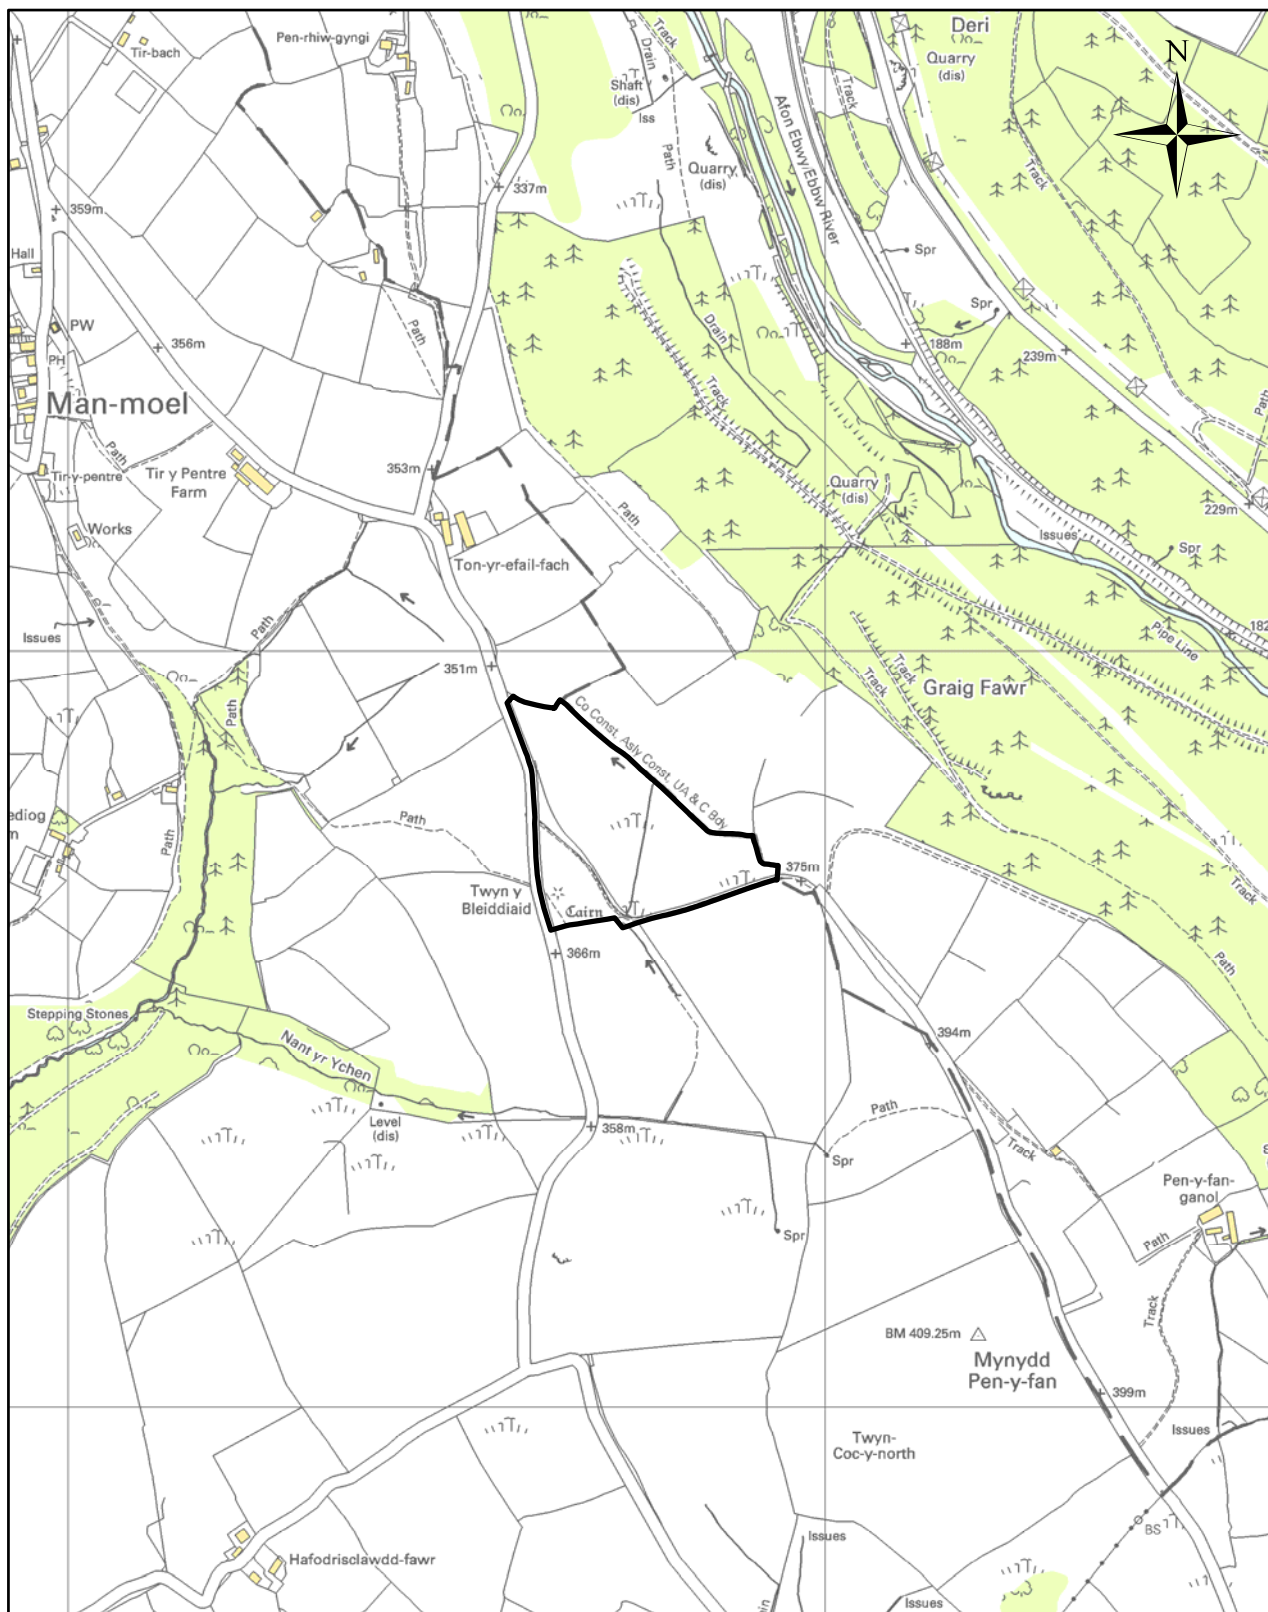 Pen-rhiw-gyngi
Tir-bach
Drain
Track
Shaft
(dis)
Iss
Path
Quarry
(dis)
Afon Ebwy/Ebbw River
Track
Deri
Quarry
(dis)
N
Track
337m
359m
Hall
PW
PH
356m
Path
Man-moel
Path
Tir-y-pentre
Tir y Pentre
Farm
Works
353m
Ton-yr-efail-fach
Drain
Track
Spr
Spr
188m
239m
Path
Quarry
(dis)
229m
Issues
Spr
Path
Issues
Path
351m
Path
182
Pipe Line
Track
Track
Graig Fawr
Co Const, Asly Const, UA & C Bdy
ediog
m
Path
Path
375m
Twyn y
Bleiddiaid
Cairn
366m
Track
Path
Stepping Stones
Nant yr Ychen
Level
(dis)
358m
394m
Path
Track
Spr
Spr
Pen-y-fan-
ganol
Path
Track
BM 409.25m
Mynydd
Pen-y-fan
399m
Twyn-
Coc-y-north
Issues
BS
Issues
Hafodrisclawdd-fawr
Issues